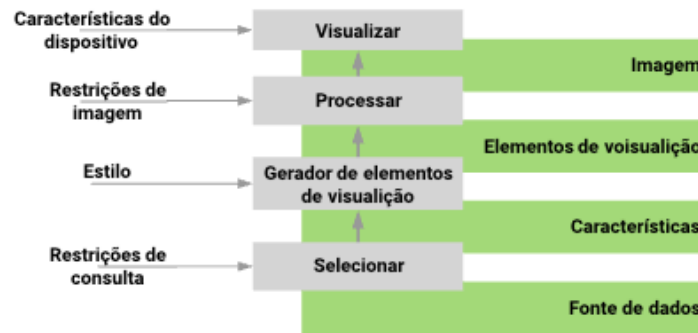 Características do
dispositivo
Visualizar
Imagem
Restrições de
imagem
Processar
Elementos de voisualição
Estilo
Gerador de elementos
de visualição
Características
Restrições de
consulta
Selecionar
Fonte de dados